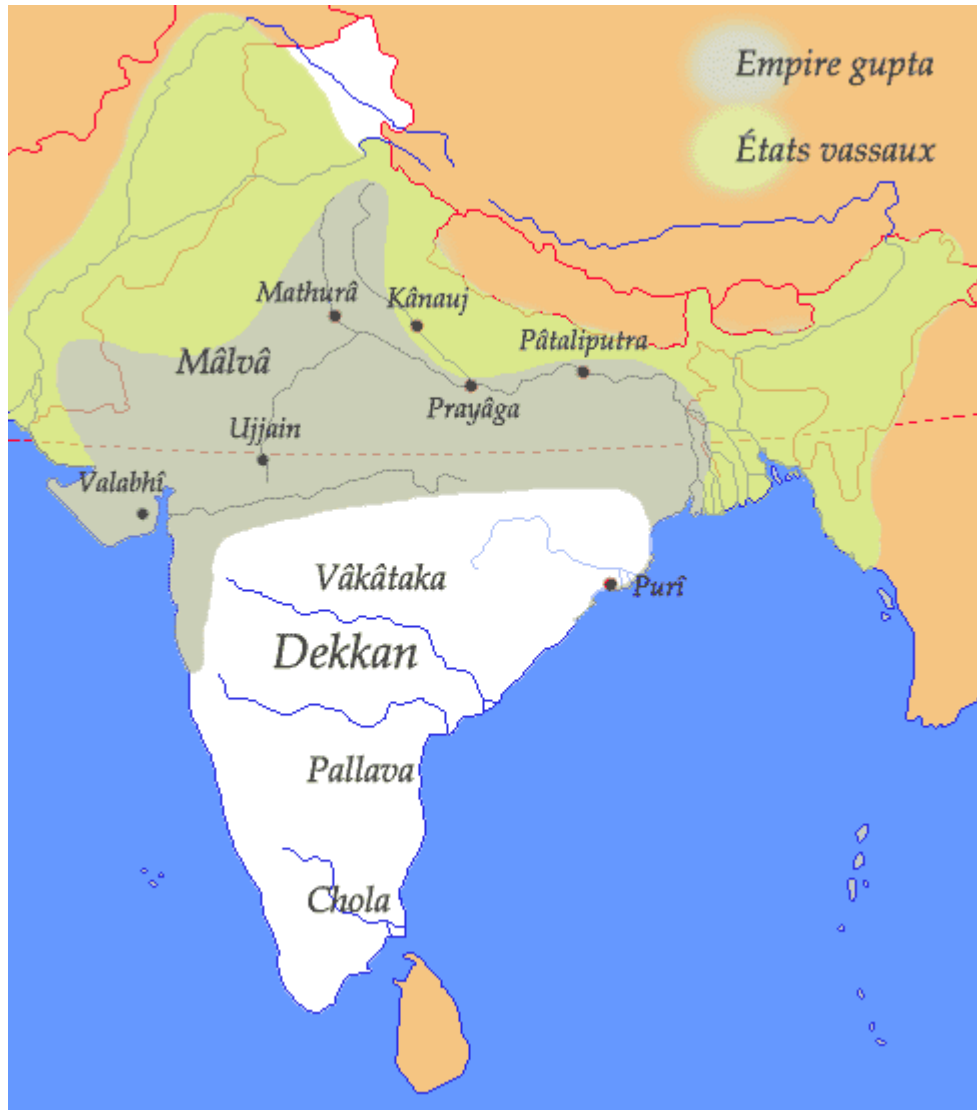 Empire gupta
États vassaux
Mathurâ
Kânauj
Pâtaliputra
Mâlvâ
Prayâga
Ujjain
Valabhî
Vâkâtaka
Purî
Dekkan
Pallava
Chola